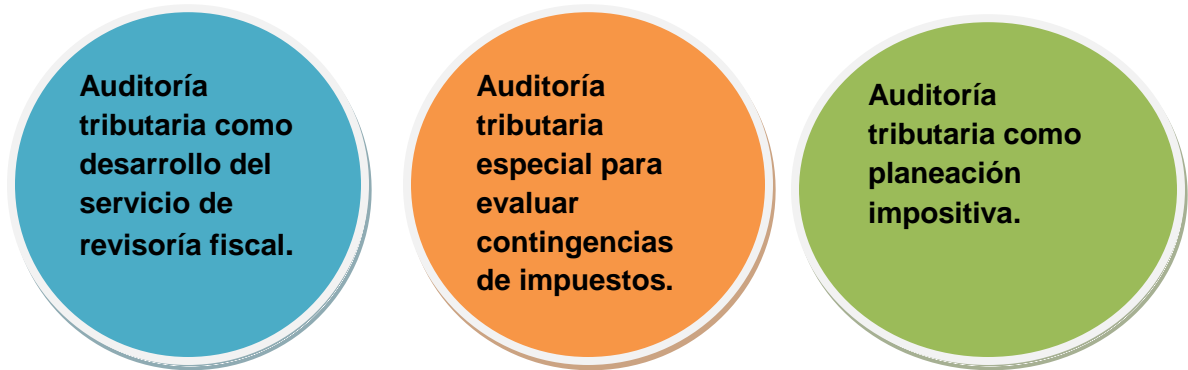 Auditoría
tributaria como
desarrollo del
servicio de
revisoría fiscal.
Auditoría
tributaria
especial para
evaluar
contingencias
de impuestos.
Auditoría
tributaria como
planeación
impositiva.